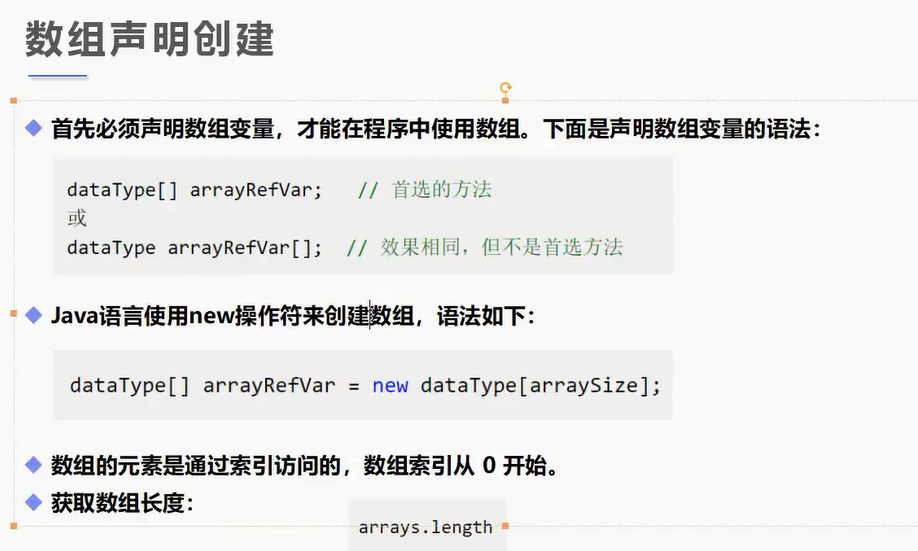 数组声明创建
首先必须声明数组变量，才能在程序中使用数组。下面是声明数组变量的语法：
dataType[] arrayRefVar;   // 首选的方法
或
dataType arrayRefVar[];  // 效果相同，但不是首选方法
Java语言使用new操作符来创建数组，语法如下：
dataType[] arrayRefVar = new dataType[arraySize];
数组的元素是通过索引访问的，数组索引从 0 开始。
获取数组长度：
arrays.length